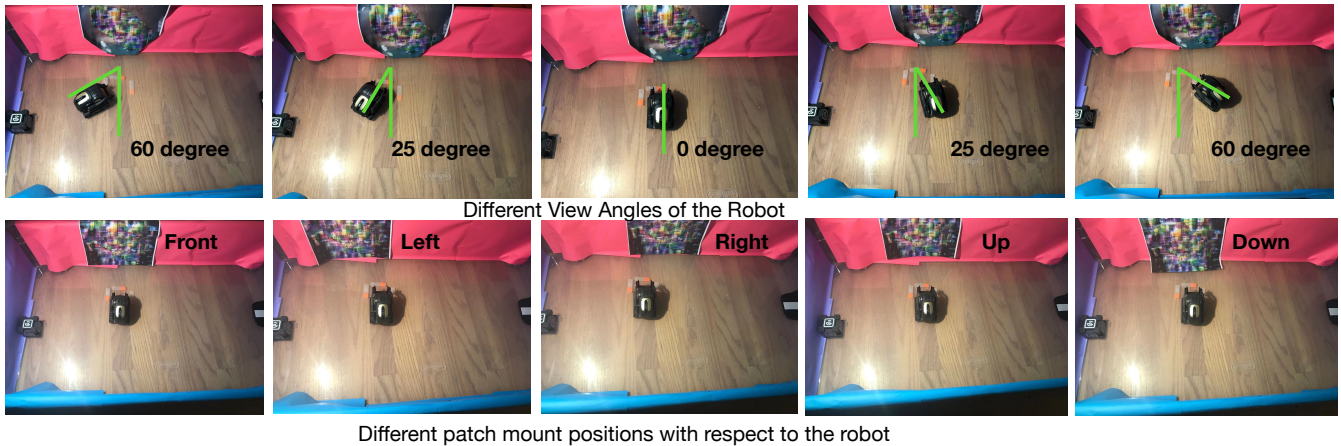 60 degree
25 degree
0 degree
25 degree
60 degree
Different View Angles of the Robot
Front
Left
Right
Up
Down
Different patch mount positions with respect to the robot